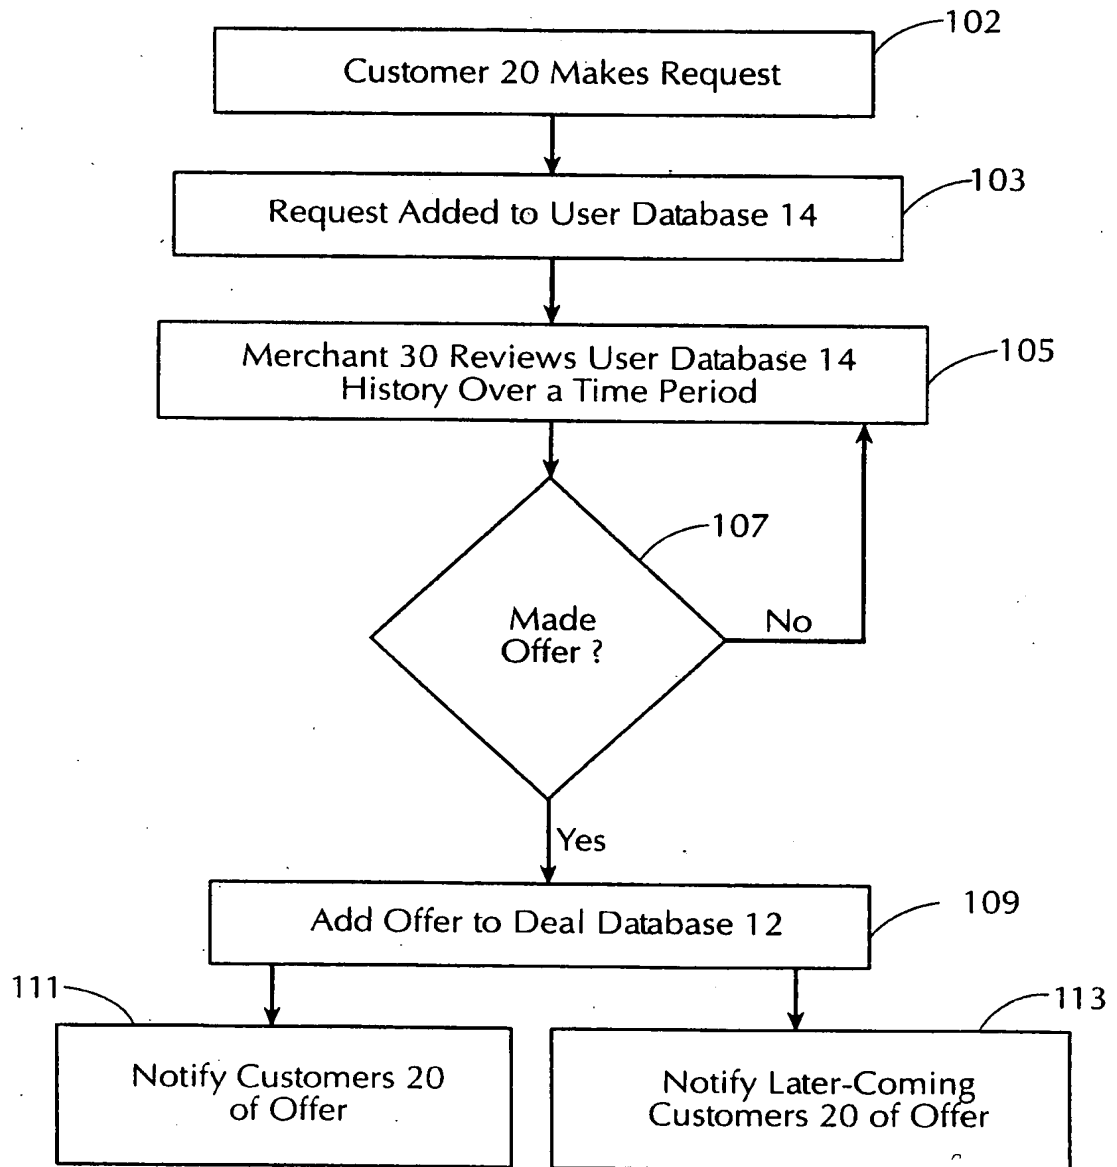 102
Customer 20 Makes Request
103
Request Added to User Database 14
105
Merchant 30 Reviews User Database 14
History Over a Time Period
107
Made
Offer ?
No
Yes
109
Add Offer to Deal Database 12
111
113
Notify Customers 20
of Offer
Notify Later-Coming
Customers 20 of Offer